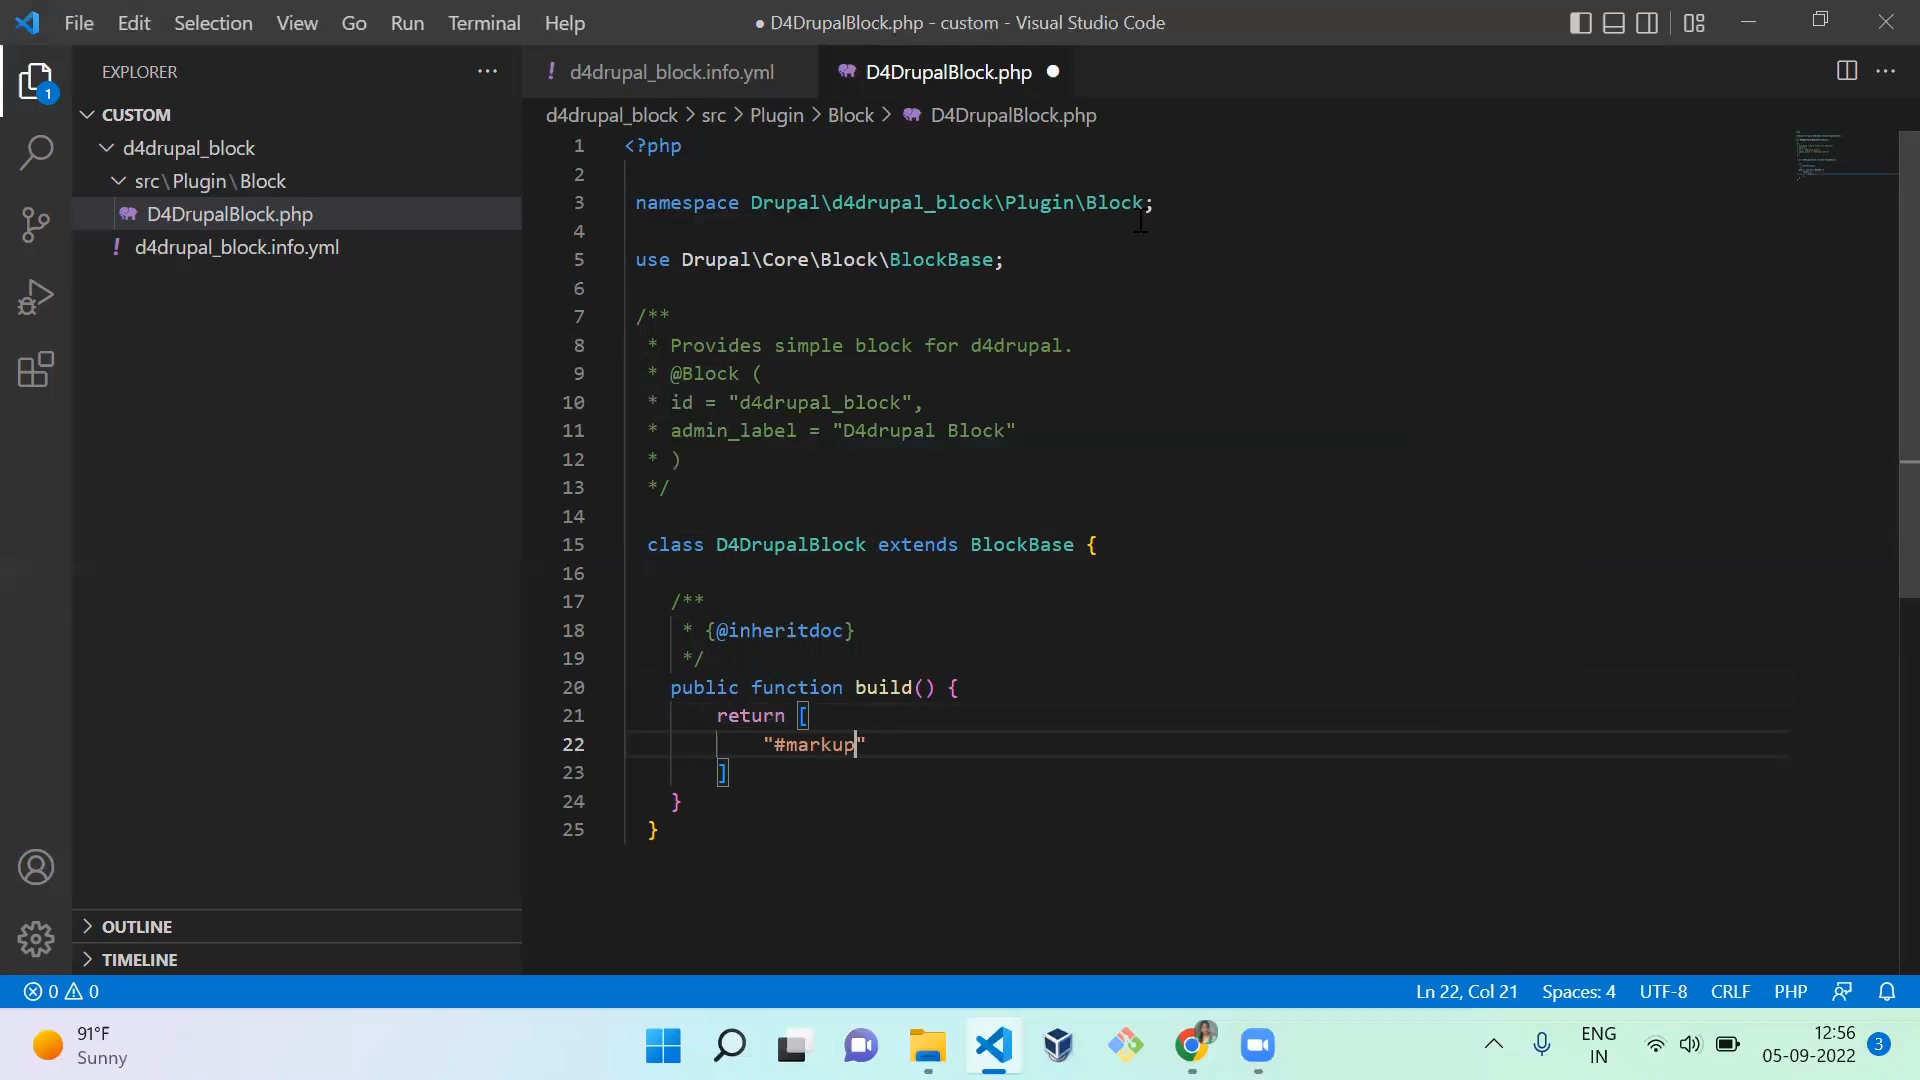 File Edit Selection View Go Run Terminal Help
● D4DrupalBlock.php - custom - Visual Studio Code
EXPLORER
1
CUSTOM
d4drupal_block
src\Plugin\Block
D4DrupalBlock.php
! d4drupal_block.info.yml
OUTLINE
TIMELINE
! d4drupal_block.info.yml
D4DrupalBlock.php ●
d4drupal_block > src > Plugin > Block > D4DrupalBlock.php
1 <?php
2
3 namespace Drupal\d4drupal_block\Plugin\Block;
4
5 use Drupal\Core\Block\BlockBase;
6
7 /**
8 * Provides simple block for d4drupal.
9 * @Block (
10 * id = "d4drupal_block",
11 * admin_label = "D4drupal Block"
12 * )
13 */
14
15 class D4DrupalBlock extends BlockBase {
16
17 /**
18 * {@inheritdoc}
19 */
20 public function build() {
21 return [
22 "#markup"
23 ]
24 }
25 }
0 0
Ln 22, Col 21 Spaces: 4 UTF-8 CRLF PHP
91°F
Sunny
ENG
IN
12:56
05-09-2022
3